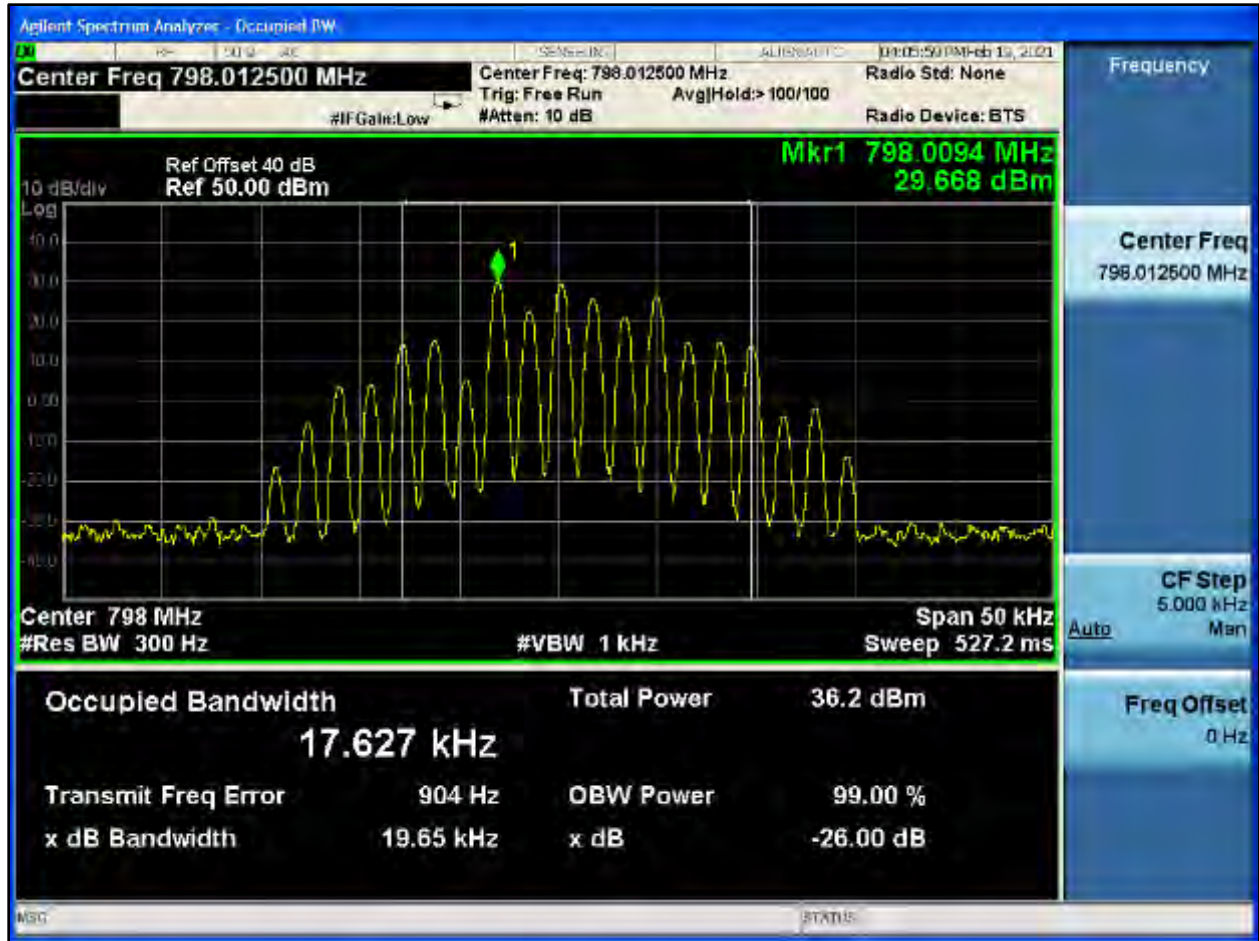 Agilent Spectrum Analyzer - Occupied BW
Center Freq 798.012500 MHz
Center Freq: 798.012500 MHz
Radio Std: None
Trig: Free Run
Avg|Hold:> 100/100
#IFGain:Low
#Atten: 10 dB
Radio Device: BTS
Mkr1 798.0094 MHz
29.668 dBm
Ref Offset 40 dB
10 dB/div
Ref 50.00 dBm
Log
1
Center 798 MHz
Span 50 kHz
#Res BW 300 Hz
#VBW 1 kHz
Sweep 527.2 ms
Occupied Bandwidth
Total Power
36.2 dBm
17.627 kHz
Transmit Freq Error
904 Hz
OBW Power
99.00 %
x dB Bandwidth
19.65 kHz
x dB
-26.00 dB
MSG
STATUS
Frequency
Center Freq
798.012500 MHz
CF Step
5.000 kHz
Auto
Man
Freq Offset
0 Hz